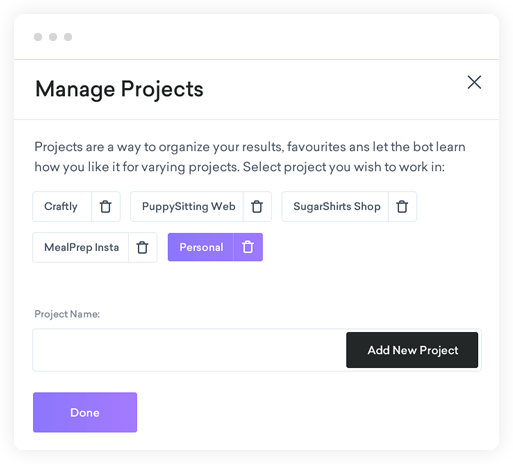 Manage Projects
Projects are a way to organize your results, favourites ans let the bot learn
how you like it for varying projects. Select project you wish to work in:
Craftly PuppySitting Web SugarShirts Shop
MealPrep Insta Personal
Project Name:
Add New Project
Done